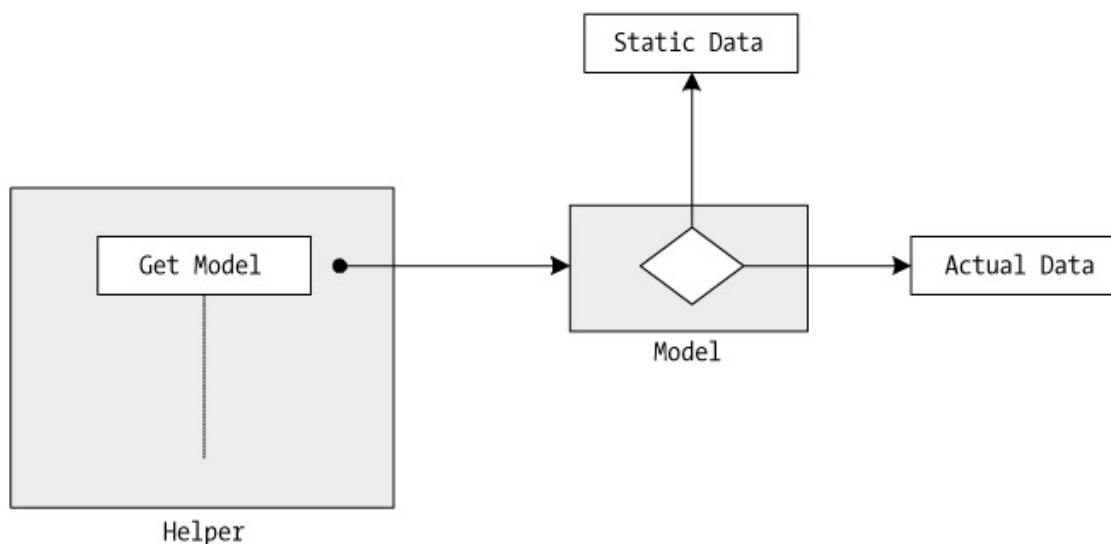 Static Data
Get Model
Actual Data
Model
Helper